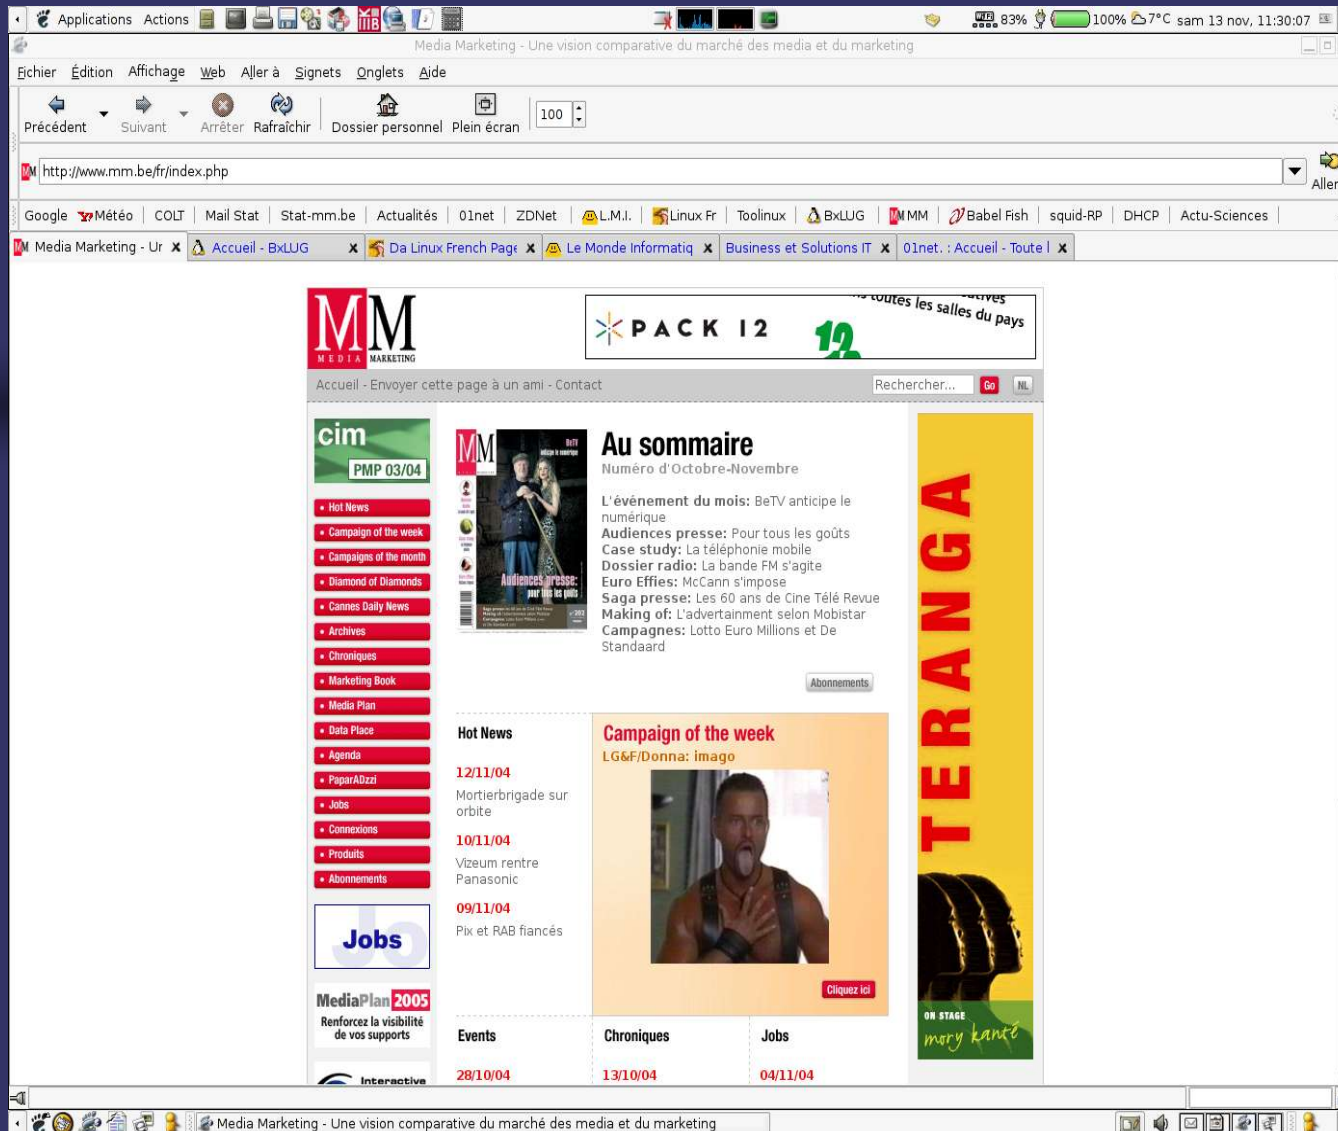 Applications Actions 83% 100% 7°C sam 13 nov, 11:30:07
Media Marketing - Une vision comparative du marché des media et du marketing
Fichier Édition Affichage Web Aller à Signets Onglets Aide
Précédent Suivant Arrêter Rafraîchir Dossier personnel Plein écran 100
http://www.mm.be/fr/index.php
Aller
Google Météo COLT Mail Stat Stat-mm.be Actualités 01net ZDNet L.M.I. Linux Fr Toolinux BxLUG MM Babel Fish squid-RP DHCP Actu-Sciences
Media Marketing - Ur Accueil - BxLUG Da Linux French Page Le Monde Informatiq Business et Solutions IT 01net. : Accueil - Toute l
MM
MEDIA MARKETING
PACK 12
12
toutes les salles du pays
Accueil - Envoyer cette page à un ami - Contact
Rechercher... Go NL
cim
PMP 03/04
• Hot News
• Campaign of the week
• Campaigns of the month
• Diamond of Diamonds
• Cannes Daily News
• Archives
• Chroniques
• Marketing Book
• Media Plan
• Data Place
• Agenda
• PaparADzzi
• Jobs
• Connexions
• Produits
• Abonnements
Jobs
MediaPlan 2005
Renforcez la visibilité
de vos supports
Interactive
MM
BeTV
Audiences presse:
pour tous les goûts
Au sommaire
Numéro d'Octobre-Novembre
L'événement du mois: BeTV anticipe le
numérique
Audiences presse: Pour tous les goûts
Case study: La téléphonie mobile
Dossier radio: La bande FM s'agite
Euro Effies: McCann s'impose
Saga presse: Les 60 ans de Cine Télé Revue
Making of: L'advertainment selon Mobistar
Campagnes: Lotto Euro Millions et De
Standaard
Abonnements
Hot News
12/11/04
Mortierbrigade sur
orbite
10/11/04
Vizeum rentre
Panasonic
09/11/04
Pix et RAB fiancés
Campaign of the week
LG&F/Donna: imago
Cliquez ici
Events
28/10/04
Chroniques
13/10/04
Jobs
04/11/04
TERANGA
ON STAGE
mory kanté
Media Marketing - Une vision comparative du marché des media et du marketing